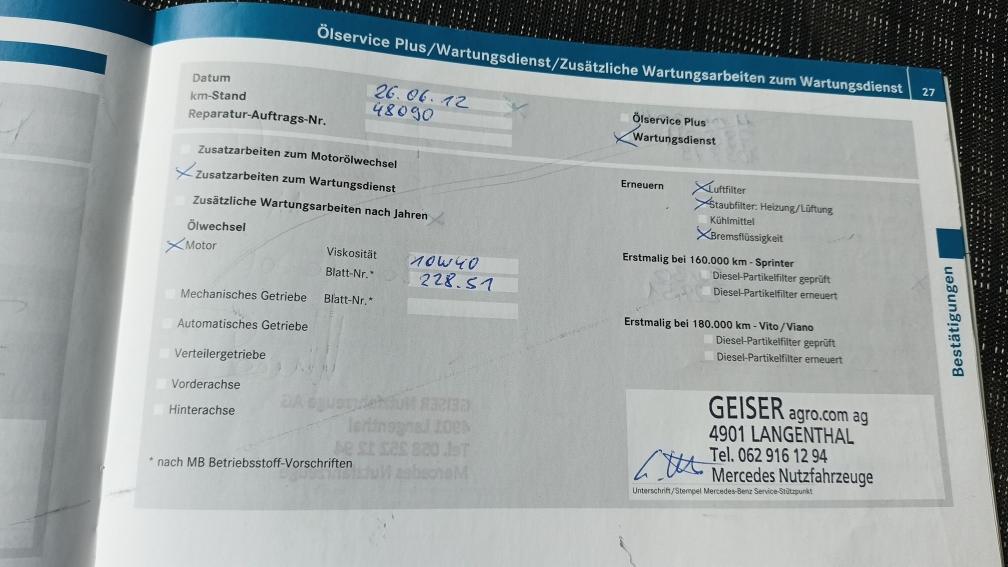 Ölservice Plus/Wartungsdienst/Zusätzliche Wartungsarbeiten zum Wartungsdienst 27
Datum 26.06.12
km-Stand 48090
Reparatur-Auftrags-Nr.
Ölservice Plus
Wartungsdienst
Zusatzarbeiten zum Motorölwechsel
Zusatzarbeiten zum Wartungsdienst
Zusätzliche Wartungsarbeiten nach Jahren
Ölwechsel
Motor
Viskosität 10W40
Blatt-Nr.* 228.51
Mechanisches Getriebe Blatt-Nr.*
Automatisches Getriebe
Verteilergetriebe
Vorderachse
Hinterachse
* nach MB Betriebsstoff-Vorschriften
Erneuern
Luftfilter
Staubfilter: Heizung/Lüftung
Kühlmittel
Bremsflüssigkeit
Erstmalig bei 160.000 km - Sprinter
Diesel-Partikelfilter geprüft
Diesel-Partikelfilter erneuert
Erstmalig bei 180.000 km - Vito/Viano
Diesel-Partikelfilter geprüft
Diesel-Partikelfilter erneuert
GEISER agro.com ag
4901 LANGENTHAL
Tel. 062 916 12 94
Mercedes Nutzfahrzeuge
Unterschrift/Stempel Mercedes-Benz Service-Stützpunkt
Bestätigungen